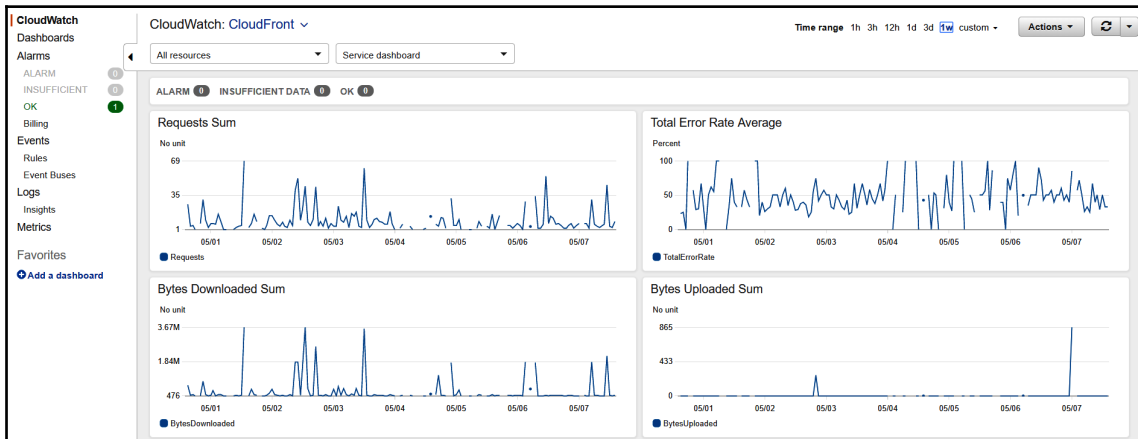 CloudWatch
Dashboards
Alarms
ALARM 0
INSUFFICIENT 0
OK 1
Billing
Events
Rules
Event Buses
Logs
Insights
Metrics
Favorites
Add a dashboard
CloudWatch: CloudFront
Time range 1h 3h 12h 1d 3d 1w custom
Actions
All resources
Service dashboard
ALARM 0 INSUFFICIENT DATA 0 OK 0
Requests Sum
No unit
69
35
1
05/01 05/02 05/03 05/04 05/05 05/06 05/07
Requests
Total Error Rate Average
Percent
100
50
0
05/01 05/02 05/03 05/04 05/05 05/06 05/07
TotalErrorRate
Bytes Downloaded Sum
No unit
3.67M
1.84M
476
05/01 05/02 05/03 05/04 05/05 05/06 05/07
BytesDownloaded
Bytes Uploaded Sum
No unit
865
433
0
05/01 05/02 05/03 05/04 05/05 05/06 05/07
BytesUploaded